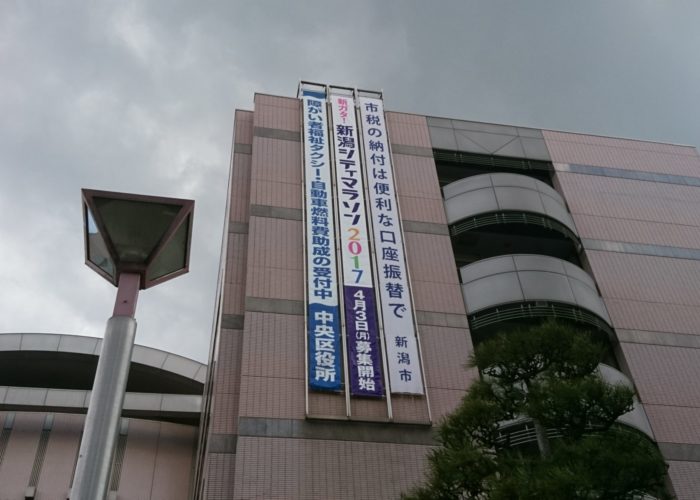 市税の納付は便利な口座振替で 新潟市
新ガタ！
新潟シティマラソン2017
4月3日(月)募集開始
障がい者福祉タクシー・自動車燃料費助成の受付中
中央区役所